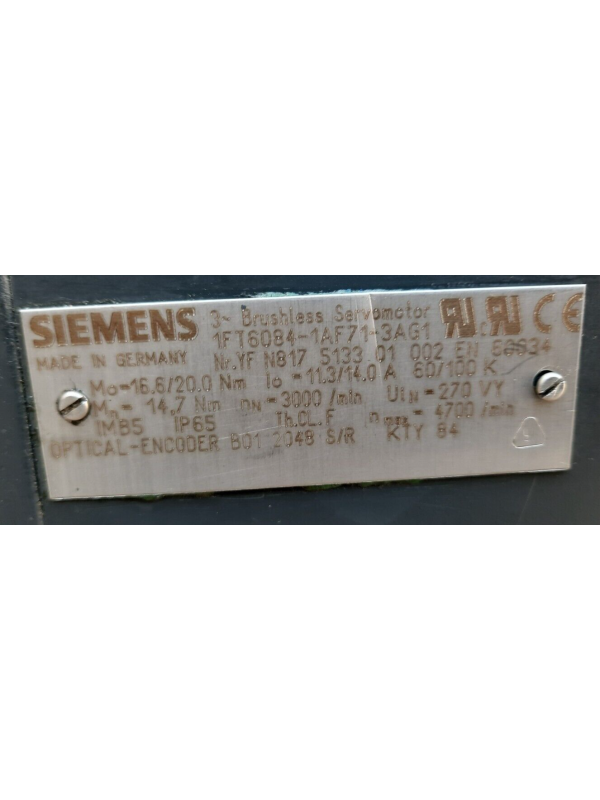 SIEMENS 3~ Brushless Servomotor
1FT6084-1AF71-3AG1
MADE IN GERMANY Nr.YF N817 5133 01 002 EN 60034
Mo=16.6/20.0 Nm Io=11.3/14.0 A 60/100 K
Mn= 14.7 Nm nN=3000 /min UIN=270 VY
IMB5 IP65 Th.CL.F nmax=4700 /min
OPTICAL-ENCODER B01 2048 S/R KTY 84